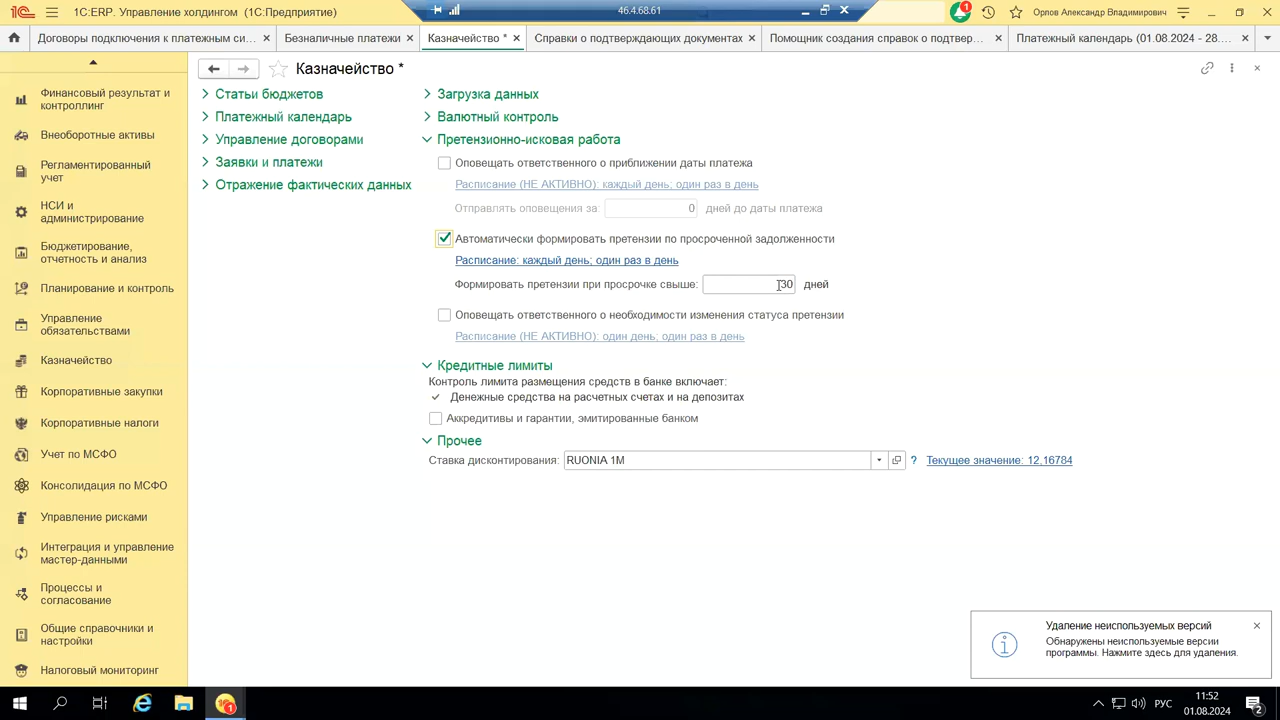 1С:ERP. Управление холдингом (1С:Предприятие)
46.4.68.61
1
Орлов Александр Владимирович
Договоры подключения к платежным си...
Безналичные платежи
Казначейство *
Справки о подтверждающих документах
Помощник создания справок о подтвер...
Платежный календарь (01.08.2024 - 28....
Финансовый результат и
контроллинг
Внеоборотные активы
Регламентированный
учет
НСИ и
администрирование
Бюджетирование,
отчетность и анализ
Планирование и контроль
Управление
обязательствами
Казначейство
Корпоративные закупки
Корпоративные налоги
Учет по МСФО
Консолидация по МСФО
Управление рисками
Интеграция и управление
мастер-данными
Процессы и
согласование
Общие справочники и
настройки
Налоговый мониторинг
Казначейство *
Статьи бюджетов
Платежный календарь
Управление договорами
Заявки и платежи
Отражение фактических данных
Загрузка данных
Валютный контроль
Претензионно-исковая работа
Оповещать ответственного о приближении даты платежа
Расписание (НЕ АКТИВНО): каждый день; один раз в день
Отправлять оповещения за: 0 дней до даты платежа
Автоматически формировать претензии по просроченной задолженности
Расписание: каждый день; один раз в день
Формировать претензии при просрочке свыше: 30 дней
Оповещать ответственного о необходимости изменения статуса претензии
Расписание (НЕ АКТИВНО): один день; один раз в день
Кредитные лимиты
Контроль лимита размещения средств в банке включает:
Денежные средства на расчетных счетах и на депозитах
Аккредитивы и гарантии, эмитированные банком
Прочее
Ставка дисконтирования: RUONIA 1M ? Текущее значение: 12,16784
Удаление неиспользуемых версий
Обнаружены неиспользуемые версии
программы. Нажмите здесь для удаления.
1
РУС
11:52
01.08.2024
2